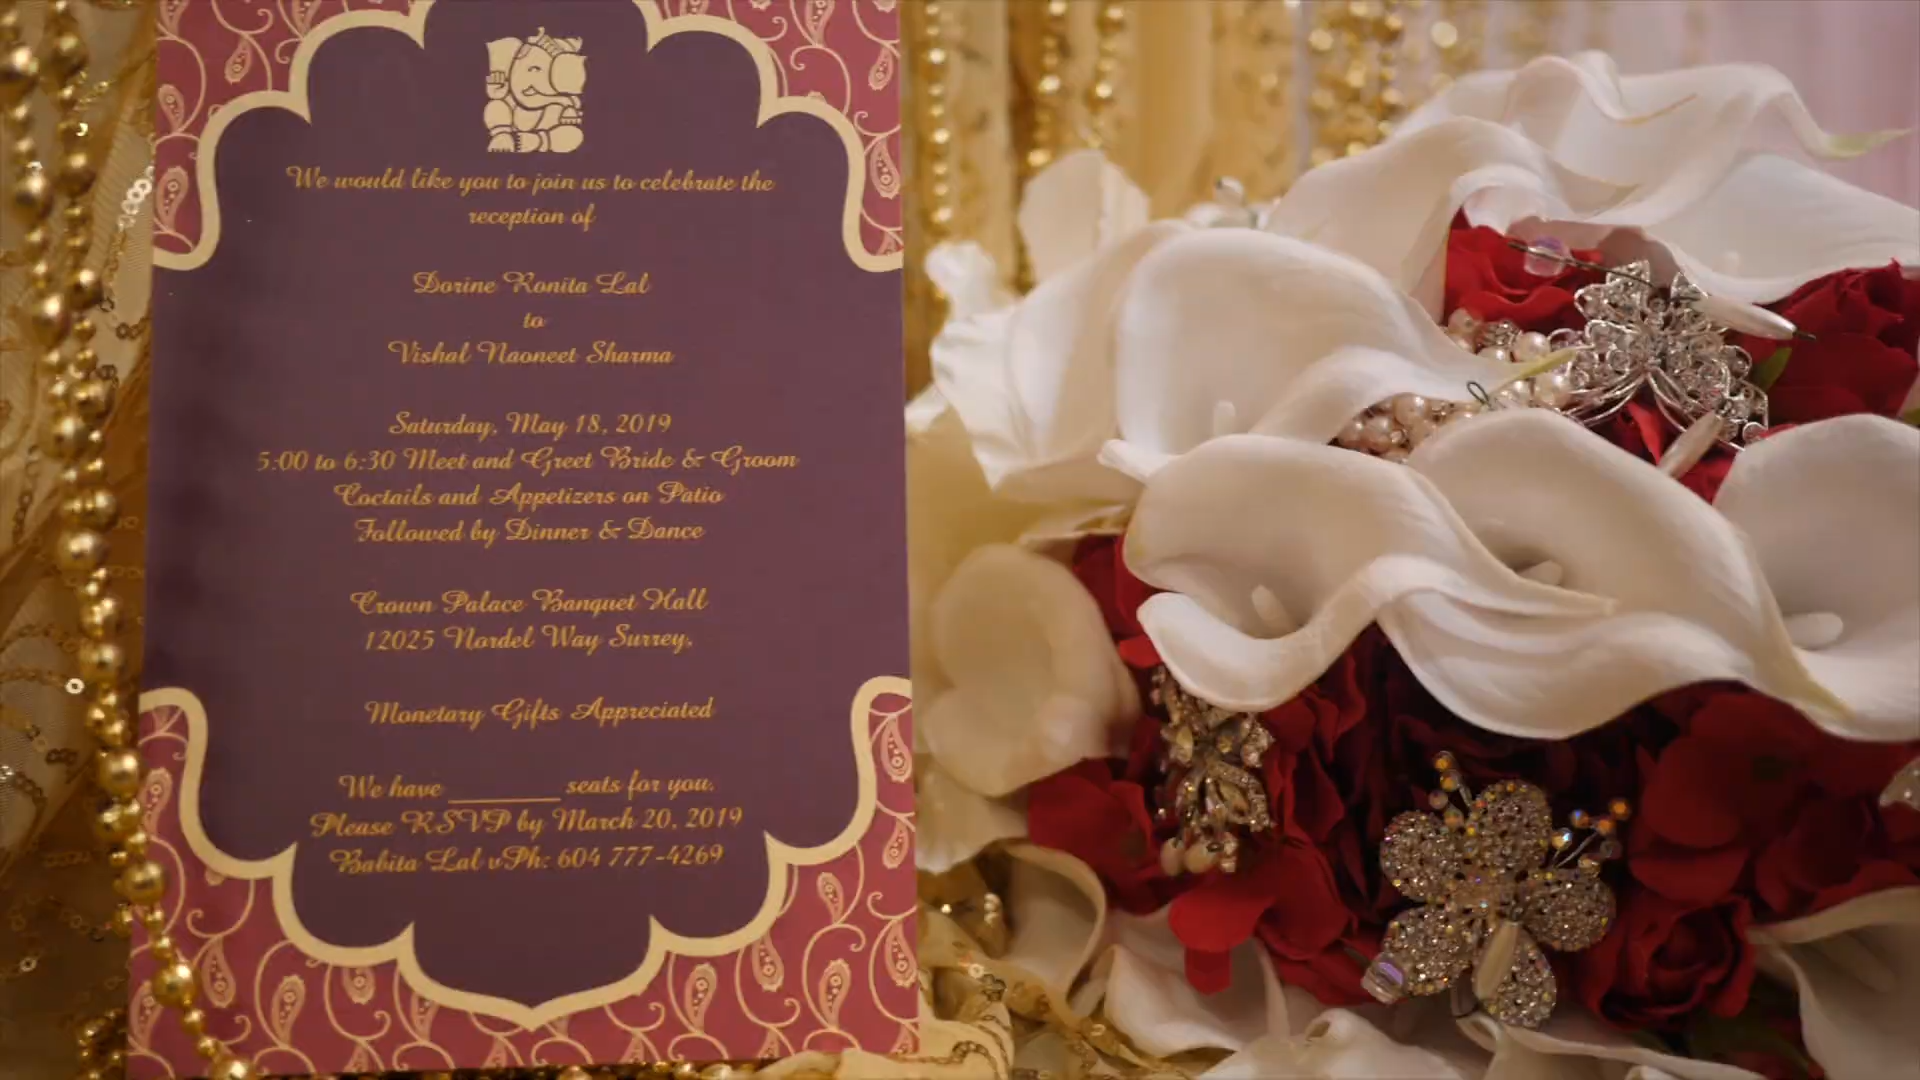 We would like you to join us to celebrate the
reception of
Dorine Ronita Lal
to
Vishal Naoneet Sharma
Saturday, May 18, 2019
5:00 to 6:30 Meet and Greet Bride & Groom
Coctails and Appetizers on Patio
Followed by Dinner & Dance
Crown Palace Banquet Hall
12025 Nordel Way Surrey.
Monetary Gifts Appreciated
We have ________ seats for you.
Please RSVP by March 20, 2019
Babita Lal vPh: 604 777-4269